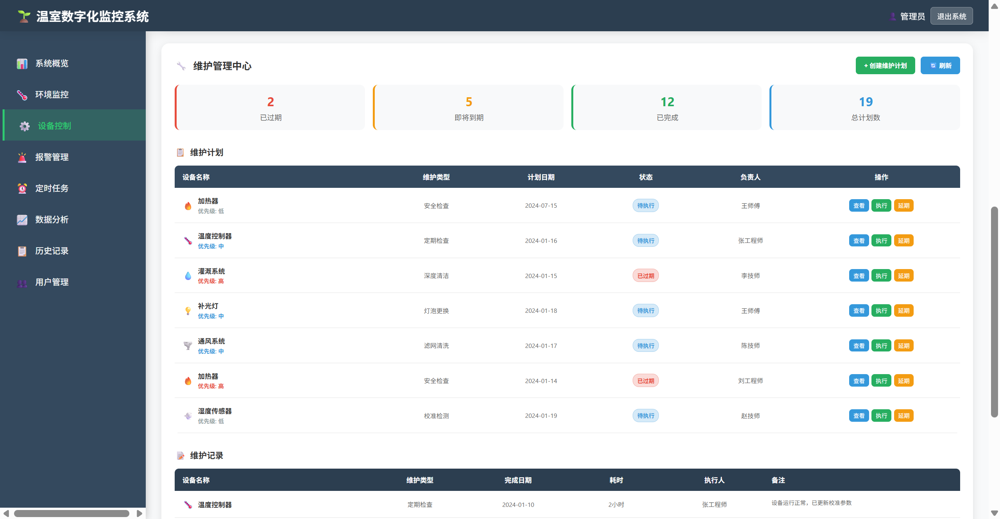 温室数字化监控系统
管理员
退出系统
系统概览
环境监控
设备控制
报警管理
定时任务
数据分析
历史记录
用户管理
维护管理中心
+ 创建维护计划
刷新
2
已过期
5
即将到期
12
已完成
19
总计划数
维护计划
设备名称 维护类型 计划日期 状态 负责人 操作
加热器
优先级: 低
安全检查 2024-07-15 待执行 王师傅 查看 执行 延期
温度控制器
优先级: 中
定期检查 2024-01-16 待执行 张工程师 查看 执行 延期
灌溉系统
优先级: 高
深度清洁 2024-01-15 已过期 李技师 查看 执行 延期
补光灯
优先级: 中
灯泡更换 2024-01-18 待执行 王师傅 查看 执行 延期
通风系统
优先级: 中
滤网清洗 2024-01-17 待执行 陈技师 查看 执行 延期
加热器
优先级: 高
安全检查 2024-01-14 已过期 刘工程师 查看 执行 延期
湿度传感器
优先级: 低
校准检测 2024-01-19 待执行 赵技师 查看 执行 延期
维护记录
设备名称 维护类型 完成日期 耗时 执行人 备注
温度控制器 定期检查 2024-01-10 2小时 张工程师 设备运行正常，已更新校准参数